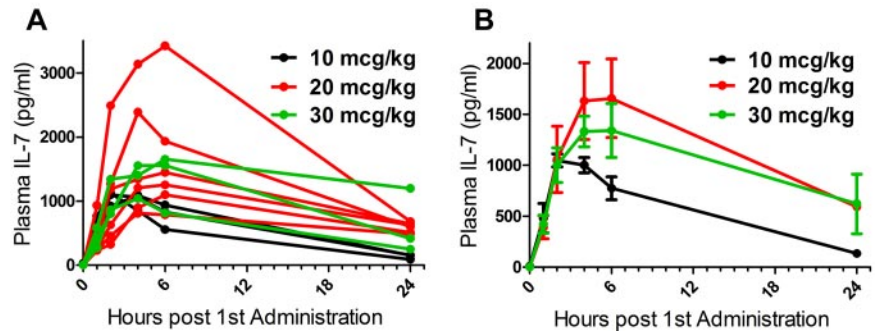 A
Plasma IL-7 (pg/ml)
3000
2000
1000
0
10 mcg/kg
20 mcg/kg
30 mcg/kg
0
6
12
18
24
Hours post 1st Administration
B
Plasma IL-7 (pg/ml)
2000
1500
1000
500
0
10 mcg/kg
20 mcg/kg
30 mcg/kg
0
6
12
18
24
Hours post 1st Administration